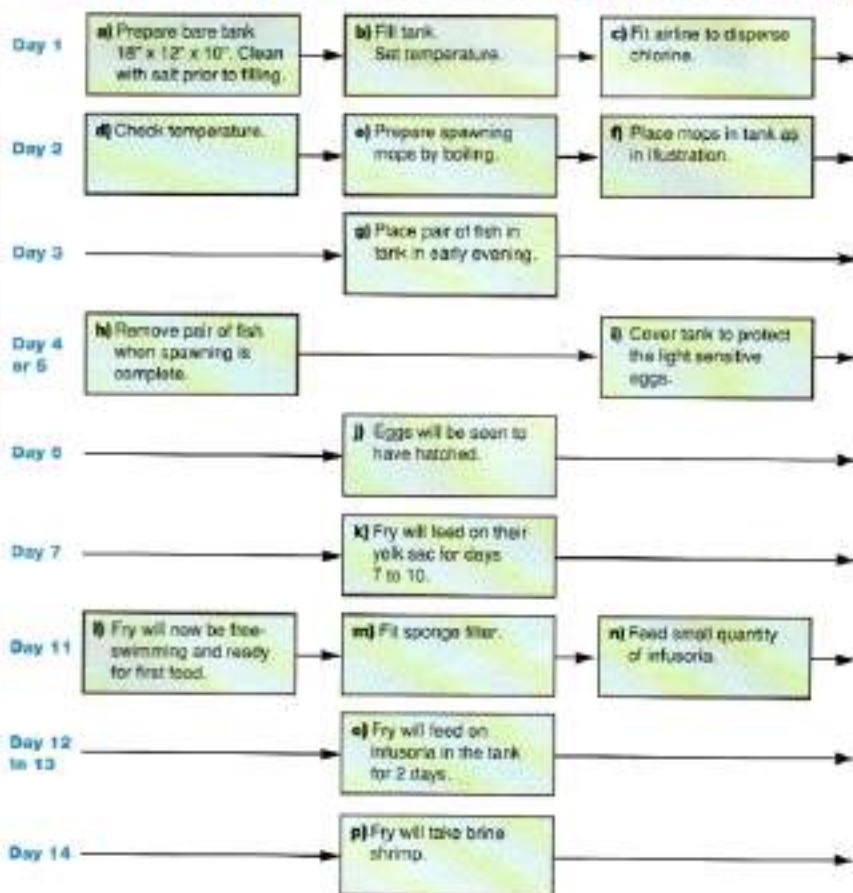 Day 1
a) Prepare bare tank
18" x 12" x 10". Clean
with salt prior to filling.
b) Fill tank.
Set temperature.
c) Fit airline to disperse
chlorine.
Day 2
d) Check temperature.
e) Prepare spawning
mops by boiling.
f) Place mops in tank as
in illustration.
Day 3
g) Place pair of fish in
tank in early evening.
Day 4
or 5
h) Remove pair of fish
when spawning is
complete.
i) Cover tank to protect
the light sensitive
eggs.
Day 6
j) Eggs will be seen to
have hatched.
Day 7
k) Fry will feed on their
yolk sac for days
7 to 10.
Day 11
l) Fry will now be free-
swimming and ready
for first food.
m) Fit sponge filter.
n) Feed small quantity
of infusoria.
Day 12
to 13
o) Fry will feed on
infusoria in the tank
for 2 days.
Day 14
p) Fry will take brine
shrimp.